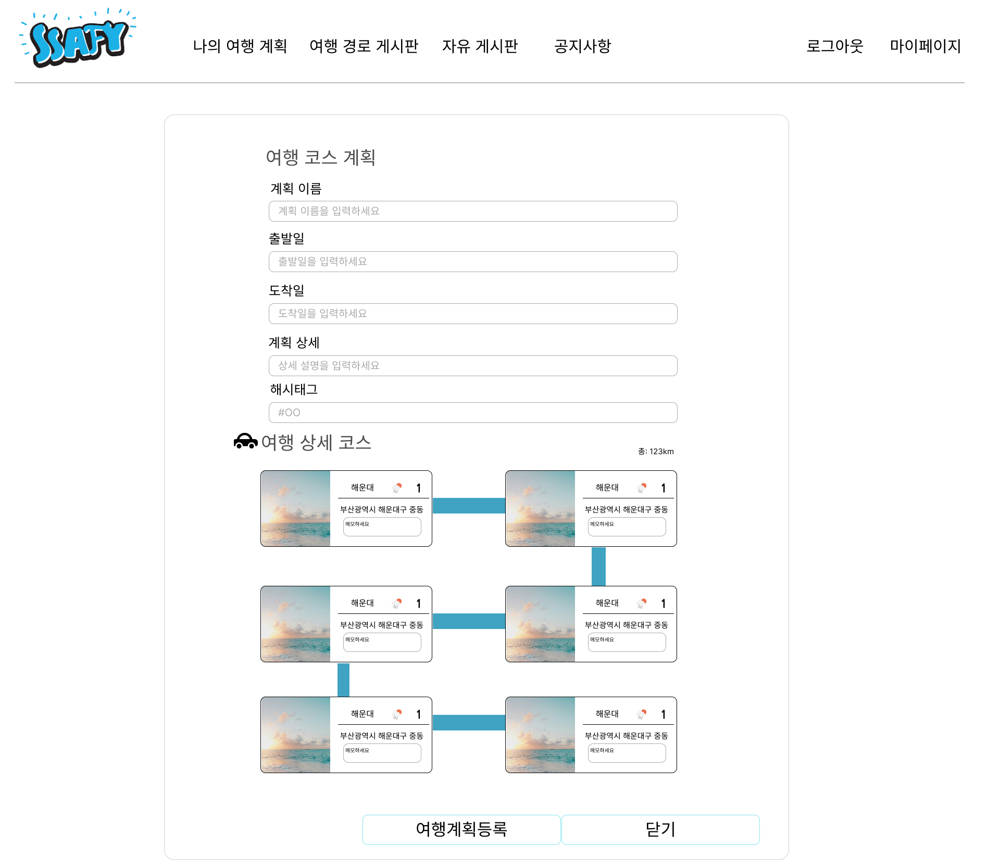 SSAFY
나의 여행 계획 여행 경로 게시판 자유 게시판 공지사항 로그아웃 마이페이지
여행 코스 계획
계획 이름
계획 이름을 입력하세요
출발일
출발일을 입력하세요
도착일
도착일을 입력하세요
계획 상세
상세 설명을 입력하세요
해시태그
#OO
여행 상세 코스
총: 123km
해운대 1
부산광역시 해운대구 중동
메모하세요
해운대 1
부산광역시 해운대구 중동
메모하세요
해운대 1
부산광역시 해운대구 중동
메모하세요
해운대 1
부산광역시 해운대구 중동
메모하세요
해운대 1
부산광역시 해운대구 중동
메모하세요
해운대 1
부산광역시 해운대구 중동
메모하세요
여행계획등록 닫기